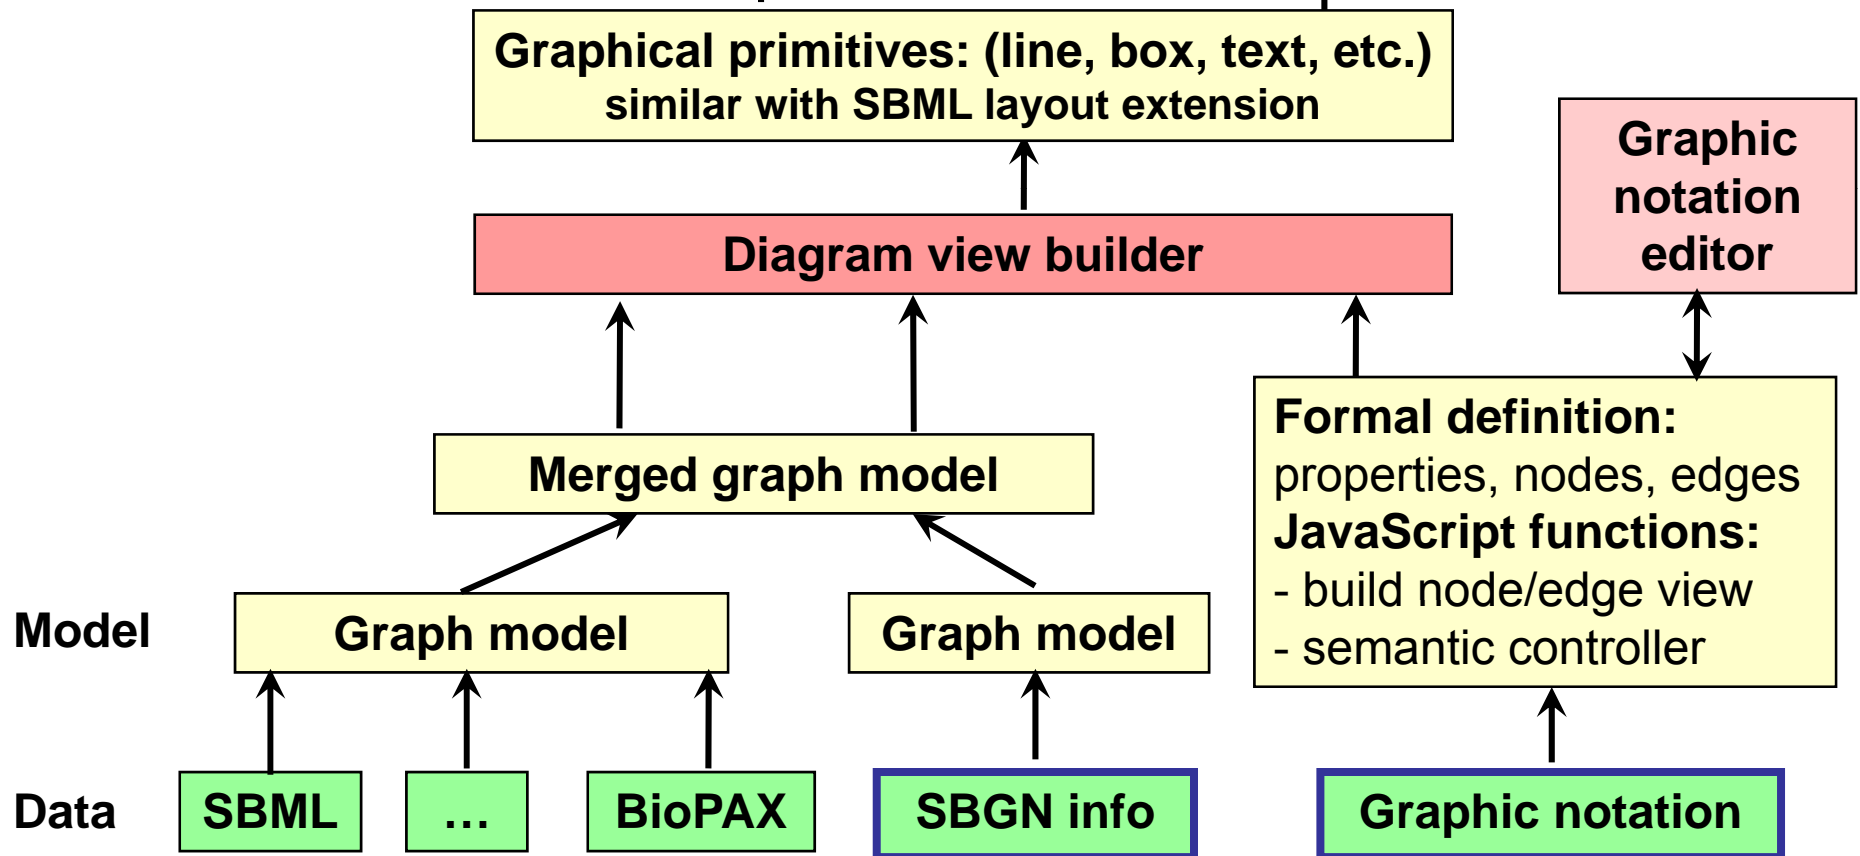 Graphical primitives: (line, box, text, etc.)
similar with SBML layout extension
Graphic
notation
editor
Diagram view builder
Formal definition:
properties, nodes, edges
JavaScript functions:
- build node/edge view
- semantic controller
Merged graph model
Model
Graph model
Graph model
Data
SBML
...
BioPAX
SBGN info
Graphic notation